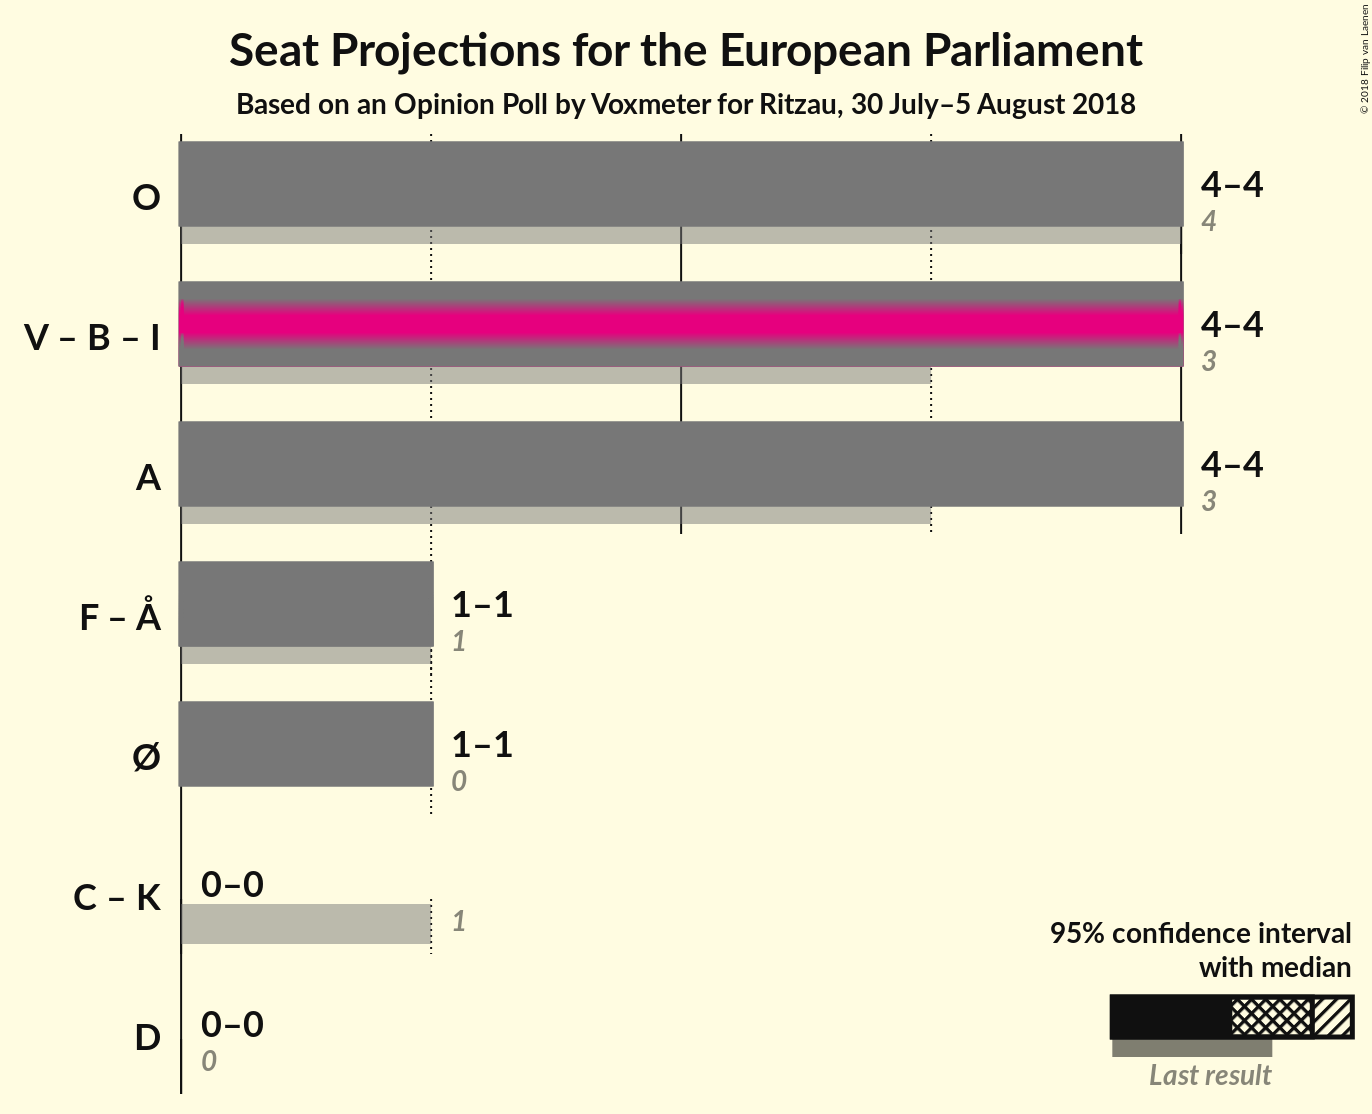 Seat Projections for the European Parliament
Based on an Opinion Poll by Voxmeter for Ritzau, 30 July–5 August 2018
© 2018 Filip van Laenen
O
4–4
4
V – B – I
4–4
3
A
4–4
3
F – Å
1–1
1
Ø
1–1
0
C – K
0–0
1
D
0–0
0
95% confidence interval
with median
Last result